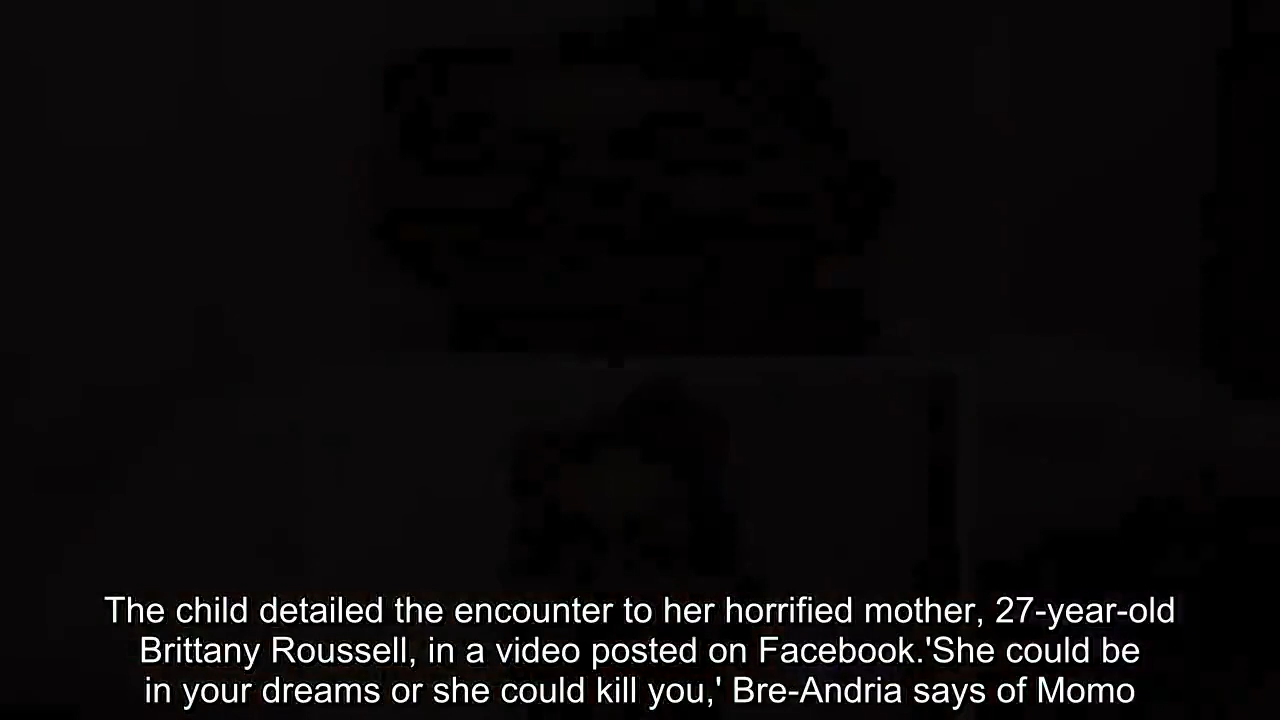 The child detailed the encounter to her horrified mother, 27-year-old
Brittany Roussell, in a video posted on Facebook.'She could be
in your dreams or she could kill you,' Bre-Andria says of Momo